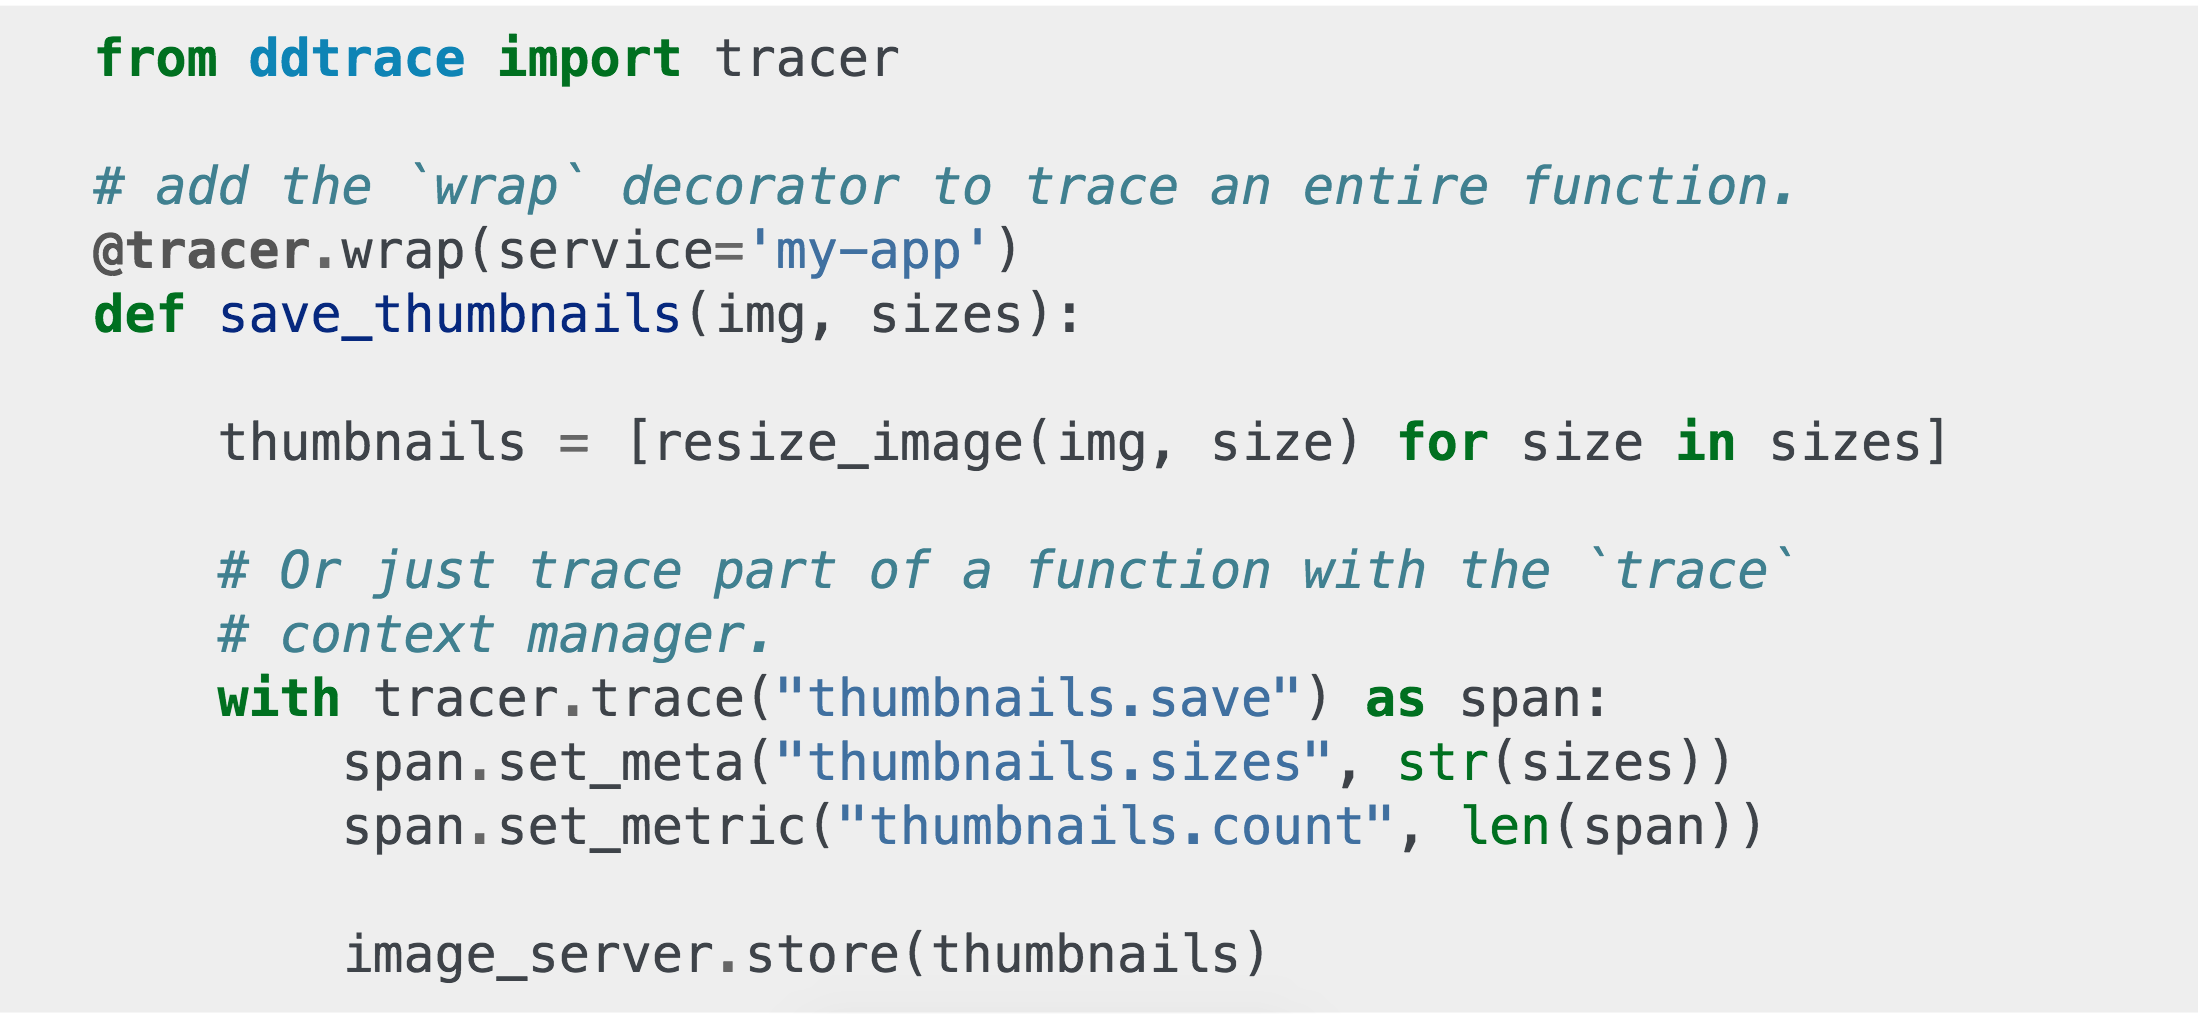 from ddtrace import tracer
# add the `wrap` decorator to trace an entire function.
@tracer.wrap(service='my-app')
def save_thumbnails(img, sizes):
    thumbnails = [resize_image(img, size) for size in sizes]
    # Or just trace part of a function with the `trace`
    # context manager.
    with tracer.trace("thumbnails.save") as span:
        span.set_meta("thumbnails.sizes", str(sizes))
        span.set_metric("thumbnails.count", len(span))
        image_server.store(thumbnails)